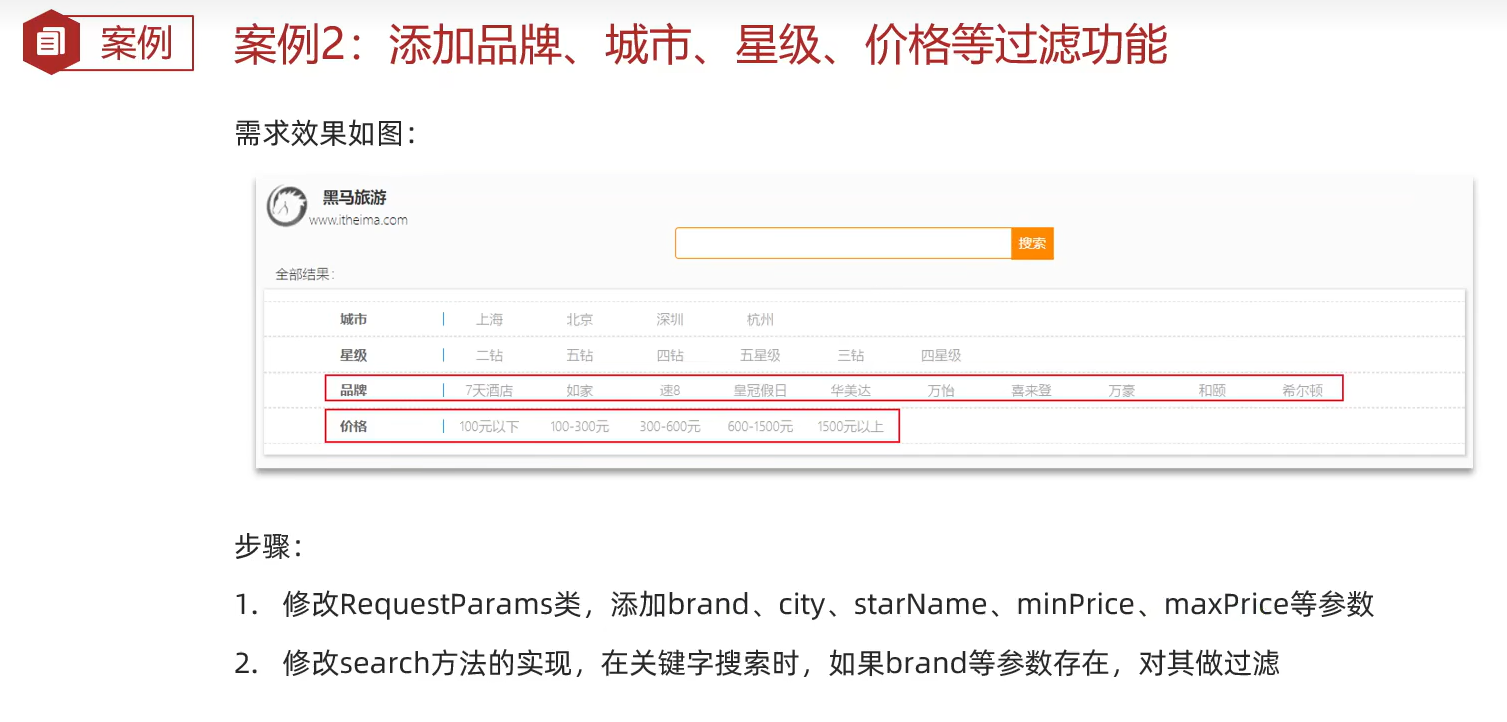 案例
案例2：添加品牌、城市、星级、价格等过滤功能
需求效果如图：
黑马旅游
www.itheima.com
搜索
全部结果：
城市 上海 北京 深圳 杭州
星级 二钻 五钻 四钻 五星级 三钻 四星级
品牌 7天酒店 如家 速8 皇冠假日 华美达 万怡 喜来登 万豪 和颐 希尔顿
价格 100元以下 100-300元 300-600元 600-1500元 1500元以上
步骤：
1. 修改RequestParams类，添加brand、city、starName、minPrice、maxPrice等参数
2. 修改search方法的实现，在关键字搜索时，如果brand等参数存在，对其做过滤